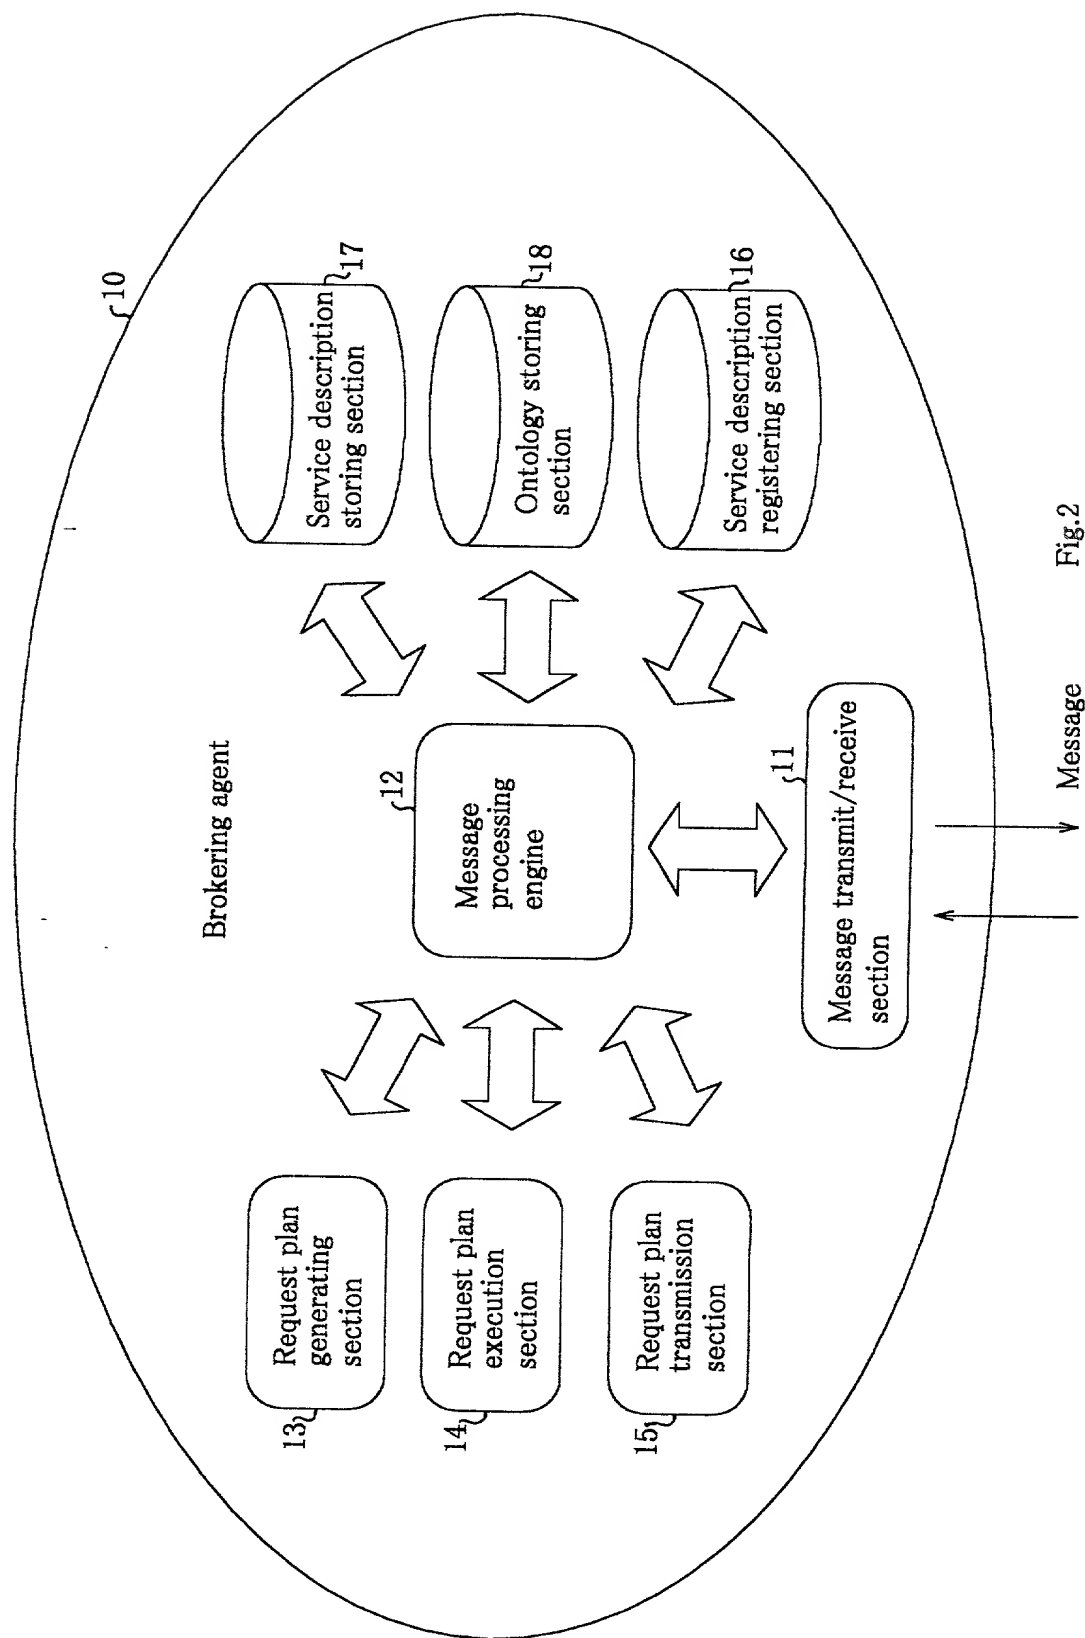 10
Brokering agent
13
Request plan
generating
section
14
Request plan
execution
section
15
Request plan
transmission
section
12
Message
processing
engine
17
Service description
storing section
18
Ontology storing
section
16
Service description
registering section
11
Message transmit/receive
section
Message
Fig.2